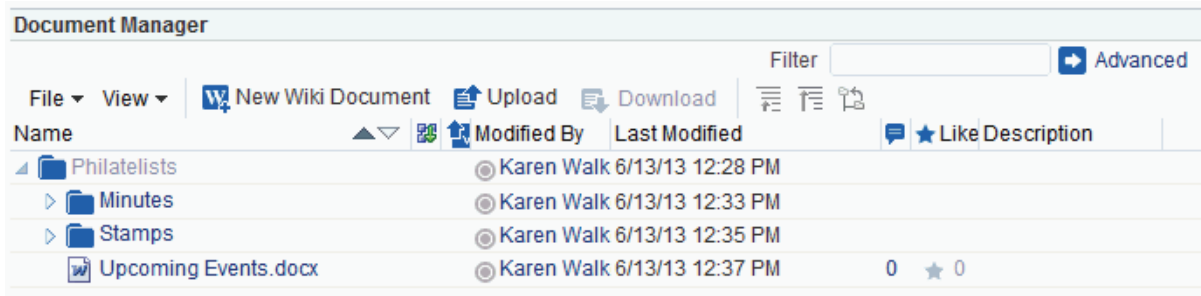 Document Manager
Filter Advanced
File View New Wiki Document Upload Download
Name Modified By Last Modified Like Description
Philatelists Karen Walk 6/13/13 12:28 PM
Minutes Karen Walk 6/13/13 12:33 PM
Stamps Karen Walk 6/13/13 12:35 PM
Upcoming Events.docx Karen Walk 6/13/13 12:37 PM 0 0